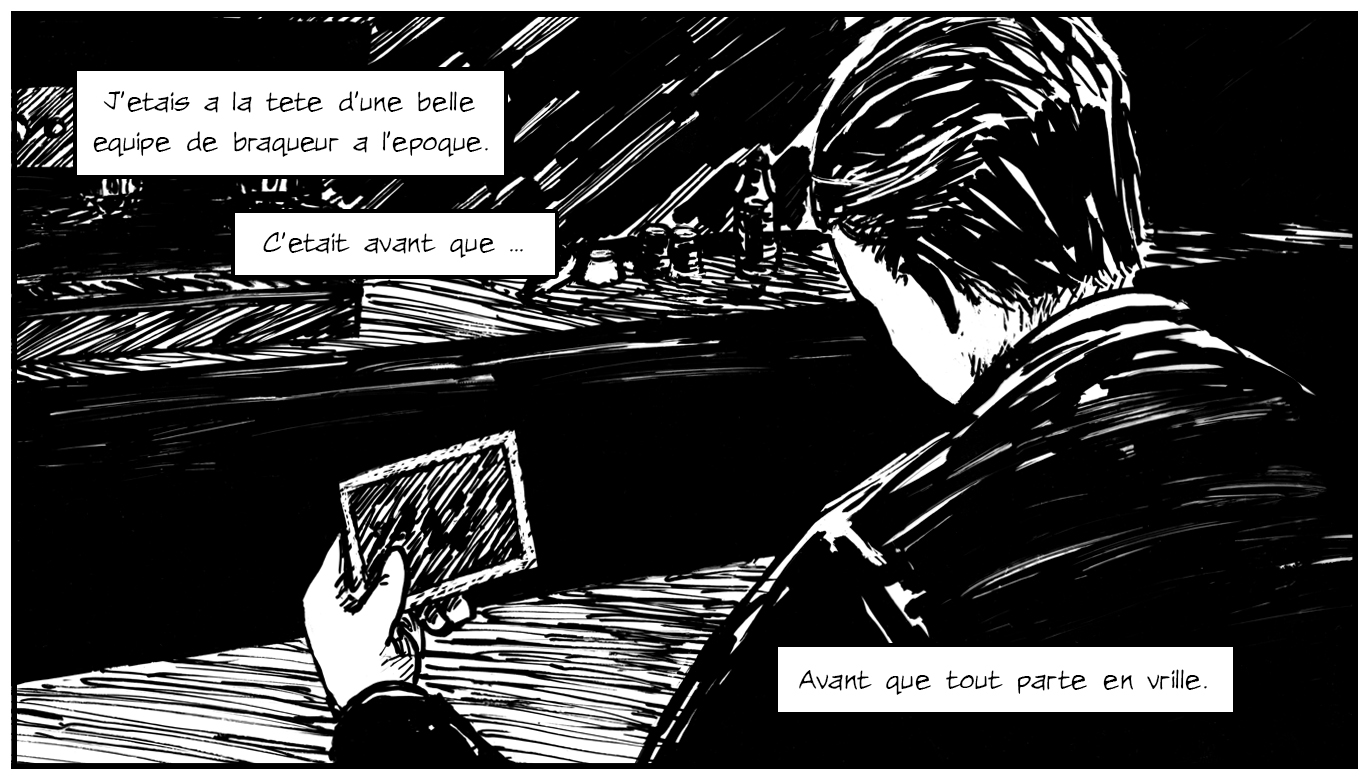 J'etais a la tete d'une belle
equipe de braqueur a l'epoque.
C'etait avant que ...
Avant que tout parte en vrille.